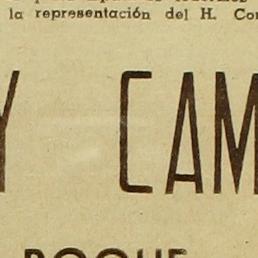 la representación del H. Con
Y CAM
ROQUE